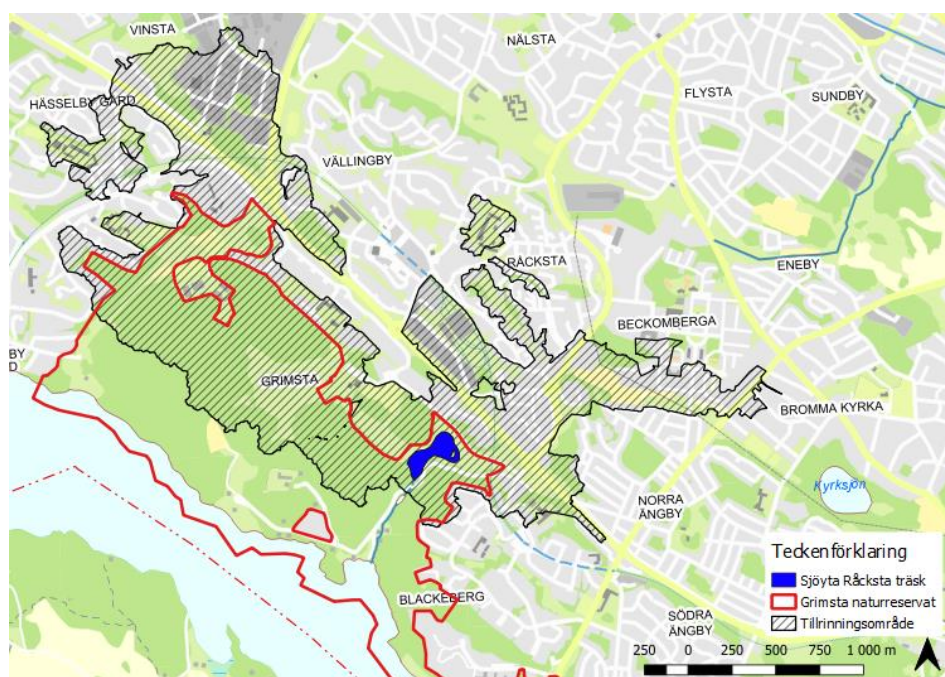 VINSTA
NÄLSTA
FLYSTA
SUNDBY
HÄSSELBY GÅRD
VÄLLINGBY
RÅCKSTA
ENEBY
BECKOMBERGA
BY
D
GRIMSTA
BROMMA KYRKA
Kyrksjön
NORRA
ÄNGBY
BLACKEBERG
SÖDRA
ÄNGBY
Teckenförklaring
Sjöyta Råcksta träsk
Grimsta naturreservat
Tillrinningsområde
250 0 250 500 750 1 000 m